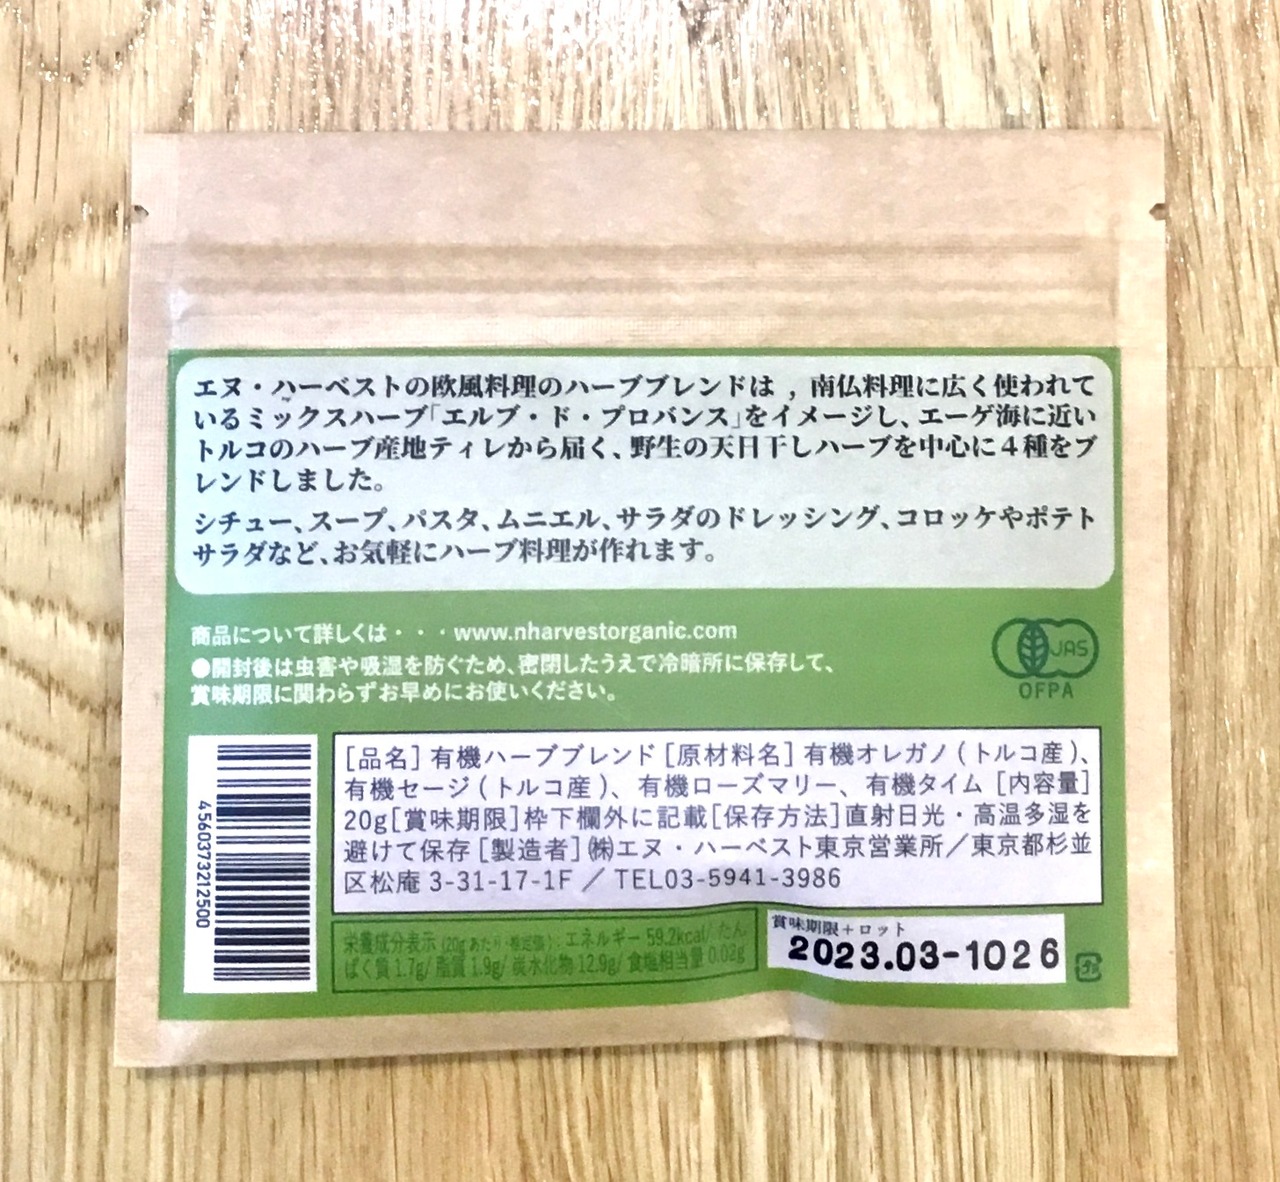 エヌ・ハーベストの欧風料理のハーブブレンドは，南仏料理に広く使われて
いるミックスハーブ「エルブ・ド・プロバンス」をイメージし、エーゲ海に近い
トルコのハーブ産地ティレから届く、野生の天日干しハーブを中心に４種をブ
レンドしました。
シチュー、スープ、パスタ、ムニエル、サラダのドレッシング、コロッケやポテト
サラダなど、お気軽にハーブ料理が作れます。
商品について詳しくは・・・www.nharvestorganic.com
●開封後は虫害や吸湿を防ぐため、密閉したうえで冷暗所に保存して、
賞味期限に関わらずお早めにお使いください。
JAS
OFPA
4560373212500
［品名］有機ハーブブレンド［原材料名］有機オレガノ（トルコ産）、
有機セージ（トルコ産）、有機ローズマリー、有機タイム［内容量］
20g［賞味期限］枠下欄外に記載［保存方法］直射日光・高温多湿を
避けて保存［製造者］㈱エヌ・ハーベスト東京営業所／東京都杉並
区松庵 3-31-17-1F ／ TEL03-5941-3986
栄養成分表示（20gあたり・推定値）：エネルギー 59.2kcal/ たん
ぱく質 1.7g/ 脂質 1.9g/ 炭水化物 12.9g/ 食塩相当量 0.02g
賞味期限＋ロット
2023.03-1026